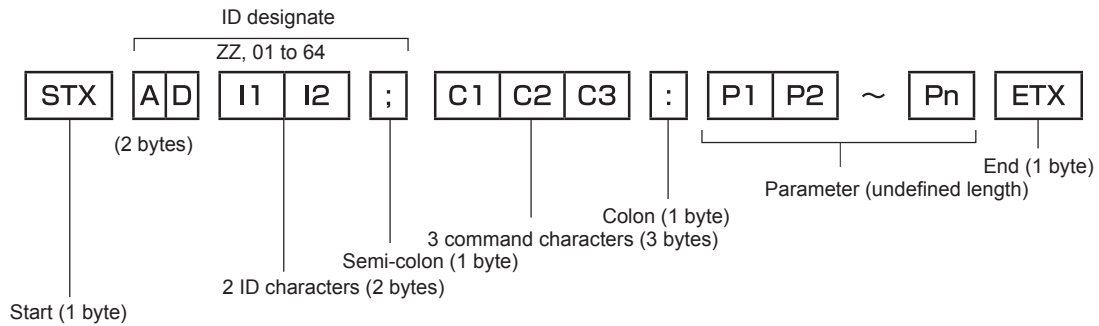 ID designate
ZZ, 01 to 64
STX A D I1 I2 ; C1 C2 C3 : P1 P2 ～ Pn ETX
(2 bytes)
End (1 byte)
Parameter (undefined length)
Colon (1 byte)
3 command characters (3 bytes)
Semi-colon (1 byte)
2 ID characters (2 bytes)
Start (1 byte)